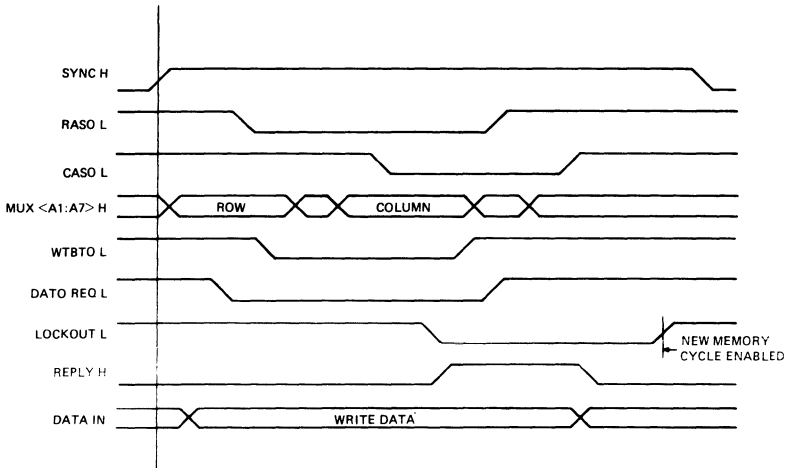 SYNC H
RASO L
CASO L
MUX <A1:A7> H
ROW
COLUMN
WTBTO L
DATO REQ L
LOCKOUT L
NEW MEMORY
CYCLE ENABLED
REPLY H
DATA IN
WRITE DATA